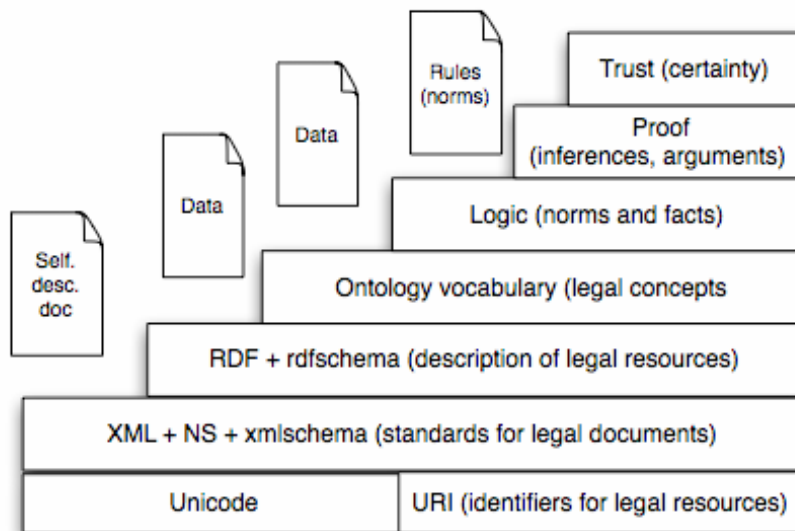 Rules
(norms)
Trust (certainty)
Data
Proof
(inferences, arguments)
Data
Logic (norms and facts)
Self.
desc.
doc
Ontology vocabulary (legal concepts
RDF + rdfschema (description of legal resources)
XML + NS + xmlschema (standards for legal documents)
Unicode
URI (identifiers for legal resources)